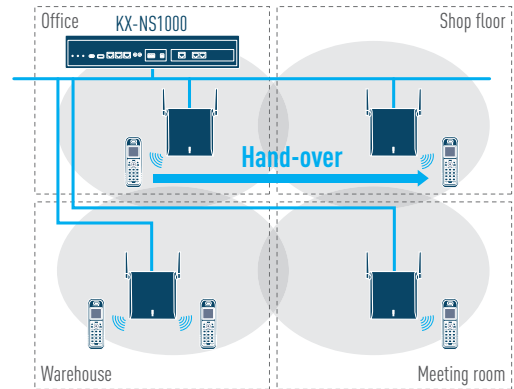 Office
KX-NS1000
Shop floor
Hand-over
Warehouse
Meeting room